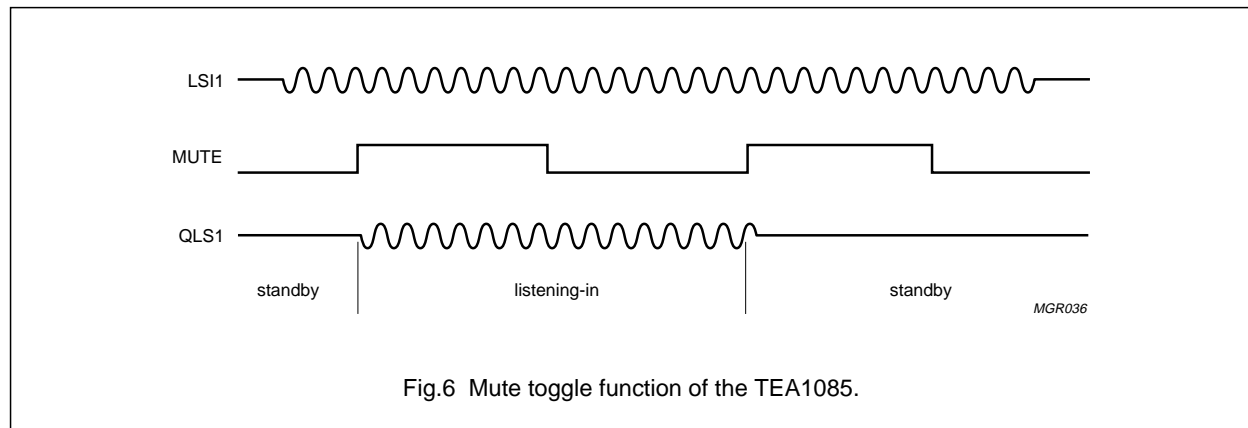 LSI1
MUTE
QLS1
standby listening-in standby
MGR036
Fig.6 Mute toggle function of the TEA1085.